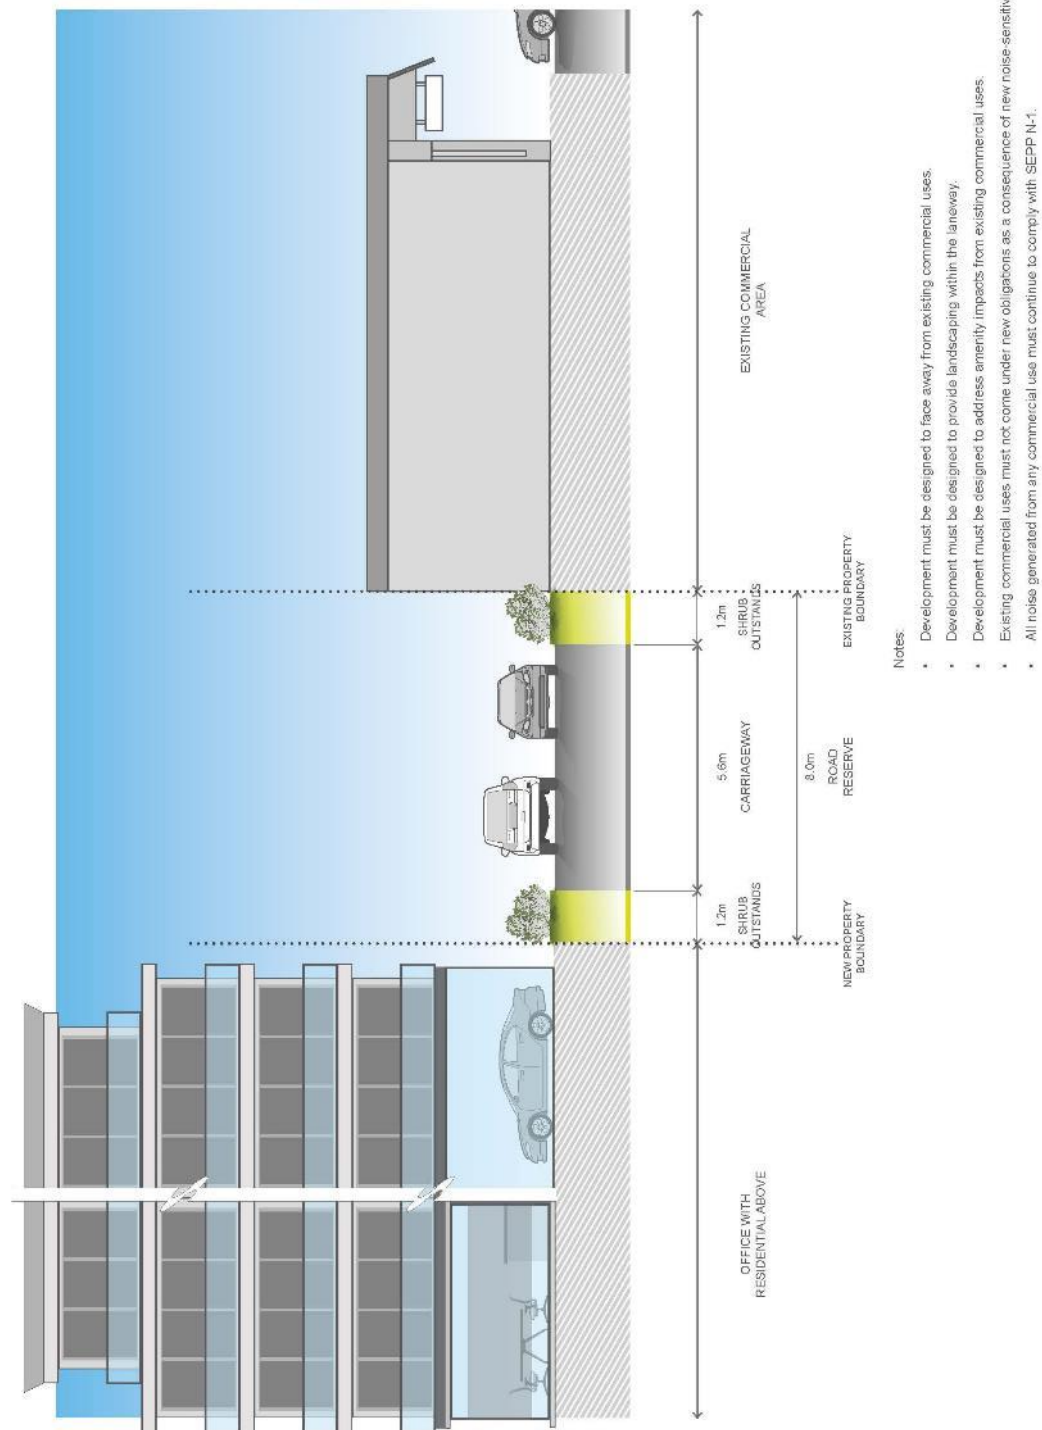 OFFICE WITH
RESIDENTIAL ABOVE
NEW PROPERTY
BOUNDARY
1.2m
SHRUB
OUTSTANDS
5.6m
CARRIAGEWAY
8.0m
ROAD
RESERVE
1.2m
SHRUB
OUTSTANDS
EXISTING PROPERTY
BOUNDARY
EXISTING COMMERCIAL
AREA
Notes:
• Development must be designed to face away from existing commercial uses.
• Development must be designed to provide landscaping within the laneway.
• Development must be designed to address amenity impacts from existing commercial uses.
• Existing commercial uses must not come under new obligations as a consequence of new
• All noise generated from any commercial use must continue to comply with SEPP N-1.